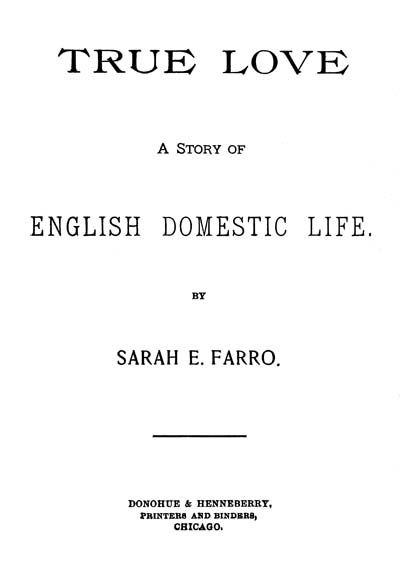 TRUE LOVE
A STORY OF
ENGLISH DOMESTIC LIFE.
BY
SARAH E. FARRO.
DONOHUE & HENNEBERRY,
PRINTERS AND BINDERS,
CHICAGO.